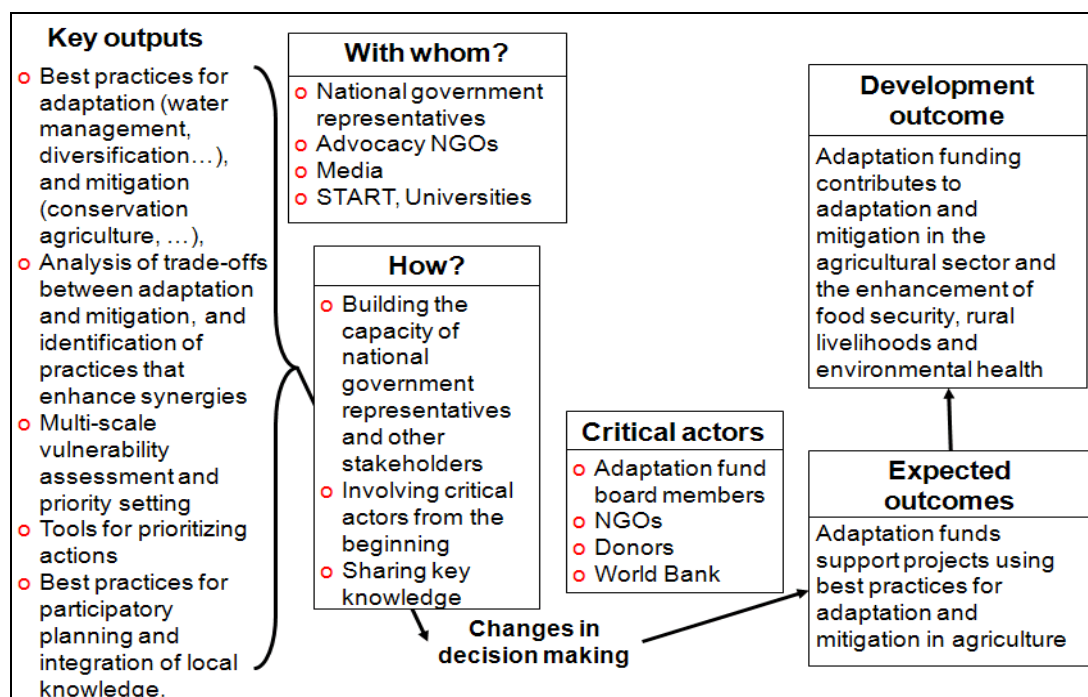 Key outputs
o Best practices for
adaptation (water
management,
diversification…),
and mitigation
(conservation
agriculture, …),
o Analysis of trade-offs
between adaptation
and mitigation, and
identification of
practices that
enhance synergies
o Multi-scale
vulnerability
assessment and
priority setting
o Tools for prioritizing
actions
o Best practices for
participatory
planning and
integration of local
knowledge.
With whom?
o National government
representatives
o Advocacy NGOs
o Media
o START, Universities
How?
o Building the
capacity of
national
government
representatives
and other
stakeholders
o Involving critical
actors from the
beginning
o Sharing key
knowledge
Changes in
decision making
Critical actors
o Adaptation fund
board members
o NGOs
o Donors
o World Bank
Expected
outcomes
Adaptation funds
support projects using
best practices for
adaptation and
mitigation in agriculture
Development
outcome
Adaptation funding
contributes to
adaptation and
mitigation in the
agricultural sector and
the enhancement of
food security, rural
livelihoods and
environmental health